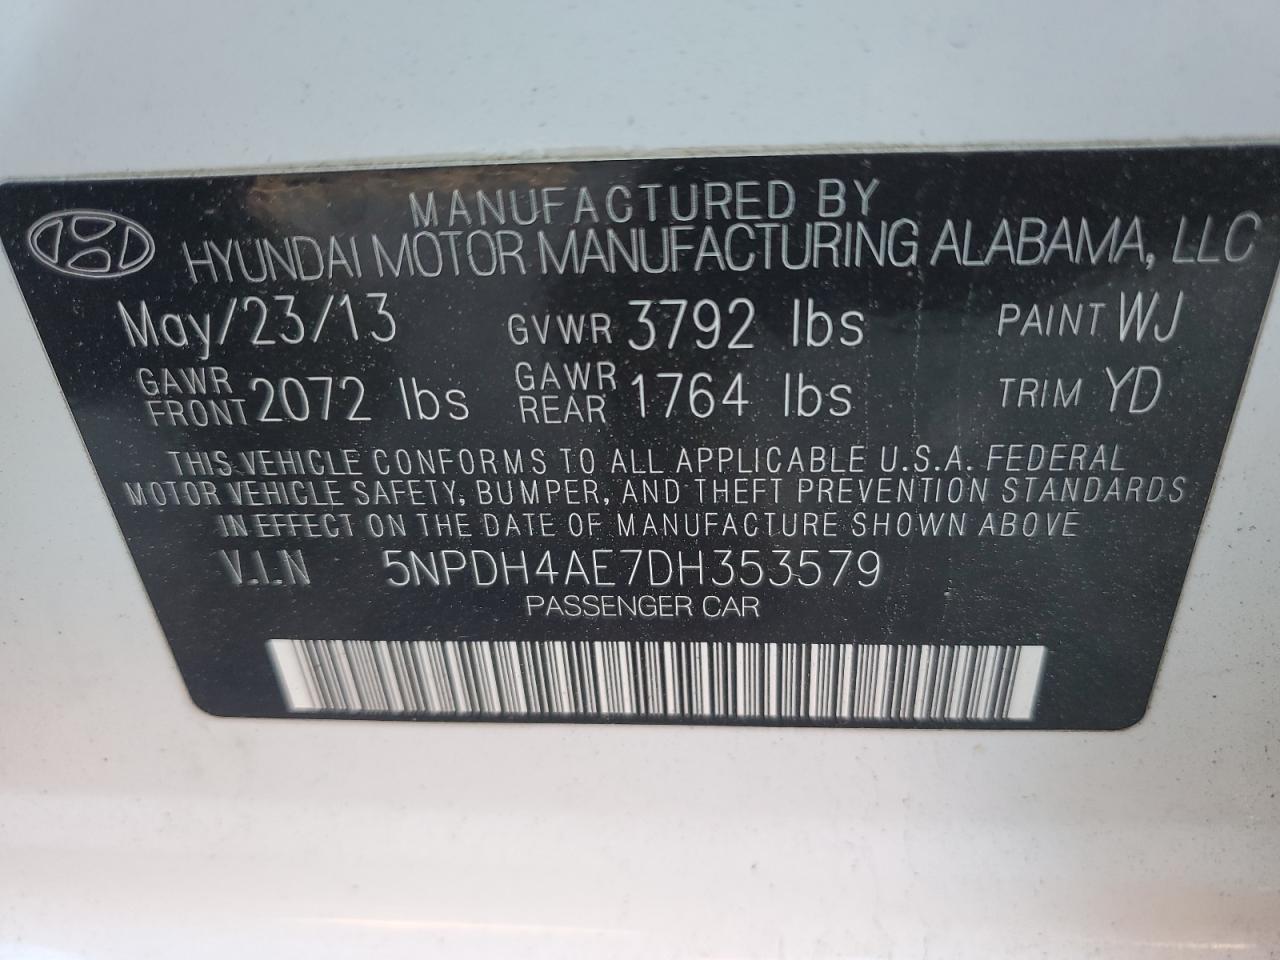 MANUFACTURED BY
HYUNDAI MOTOR MANUFACTURING ALABAMA, LLC
May/23/13 GVWR 3792 lbs PAINT WJ
GAWR FRONT 2072 lbs GAWR REAR 1764 lbs TRIM YD
THIS VEHICLE CONFORMS TO ALL APPLICABLE U.S.A. FEDERAL
MOTOR VEHICLE SAFETY, BUMPER, AND THEFT PREVENTION STANDARDS
IN EFFECT ON THE DATE OF MANUFACTURE SHOWN ABOVE
V.I.N 5NPDH4AE7DH353579
PASSENGER CAR